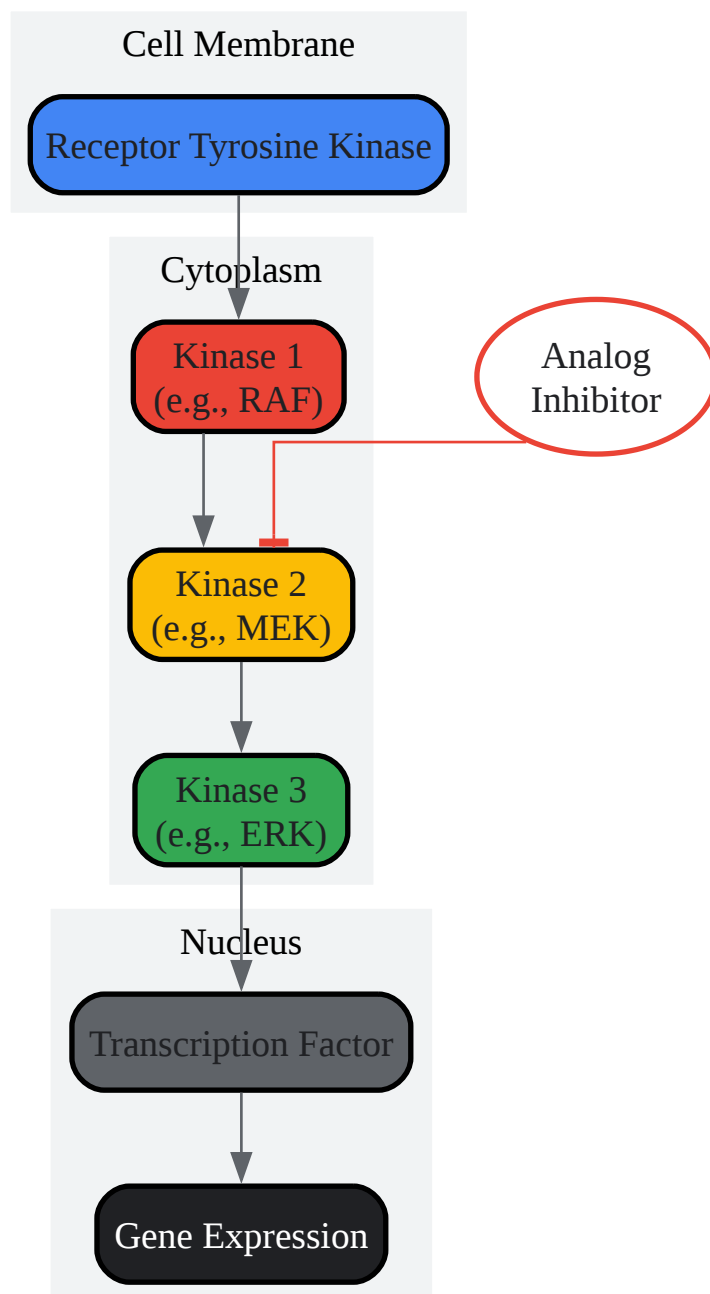 Cell Membrane
Receptor Tyrosine Kinase
Cytoplasm
Kinase 1
(e.g., RAF)
Analog
Inhibitor
Kinase 2
(e.g., MEK)
Kinase 3
(e.g., ERK)
Nucleus
Transcription Factor
Gene Expression